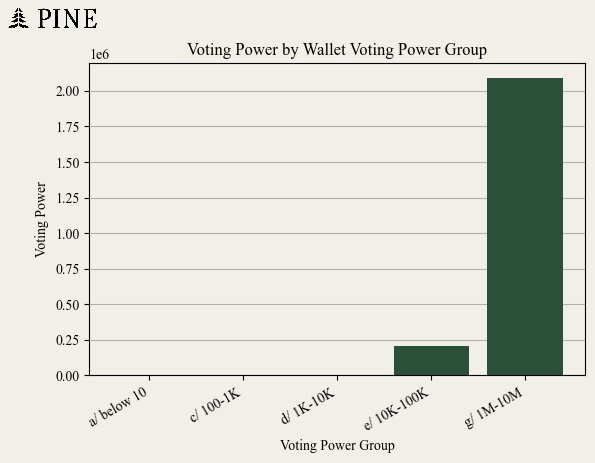 PINE
Voting Power by Wallet Voting Power Group
1e6
2.00
1.75
1.50
1.25
1.00
0.75
0.50
0.25
0.00
Voting Power
a/ below 10
c/ 100-1K
d/ 1K-10K
e/ 10K-100K
g/ 1M-10M
Voting Power Group